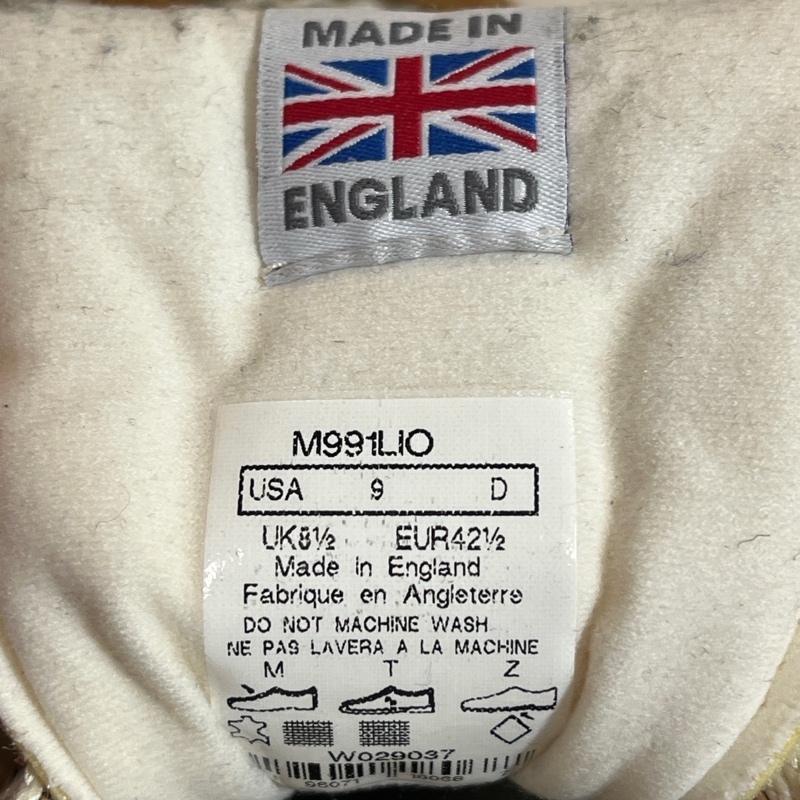 MADE IN
ENGLAND
M991LIO
USA 9 D
UK8½ EUR42½
Made in England
Fabrique en Angleterre
DO NOT MACHINE WASH
NE PAS LAVERA A LA MACHINE
M T Z
W029037